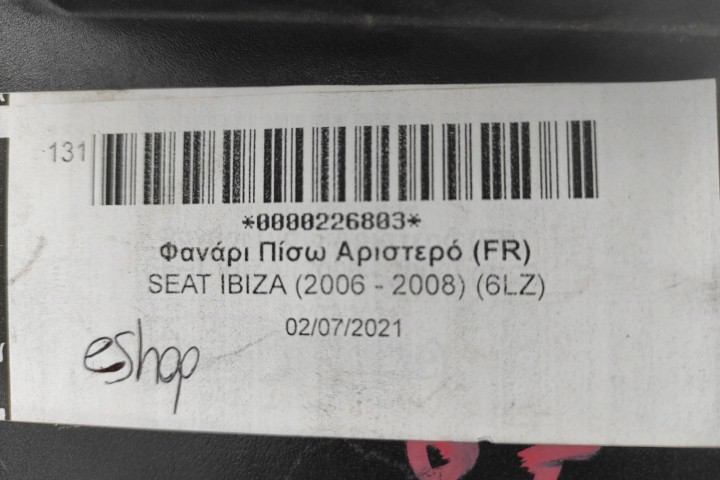 131
*0000226803*
Φανάρι Πίσω Αριστερό (FR)
SEAT IBIZA (2006 - 2008) (6LZ)
02/07/2021
eshop